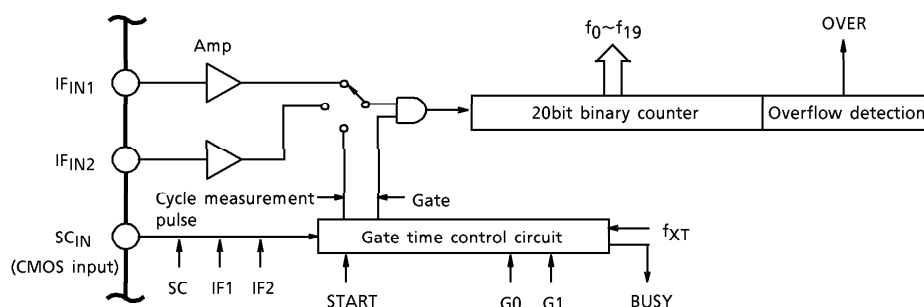 f0~f19
OVER
Amp
IFIN1
20bit binary counter
Overflow detection
IFIN2
Cycle measurement
pulse
Gate
SCIN
(CMOS input)
Gate time control circuit
fXT
SC
IF1
IF2
START
G0
G1
BUSY